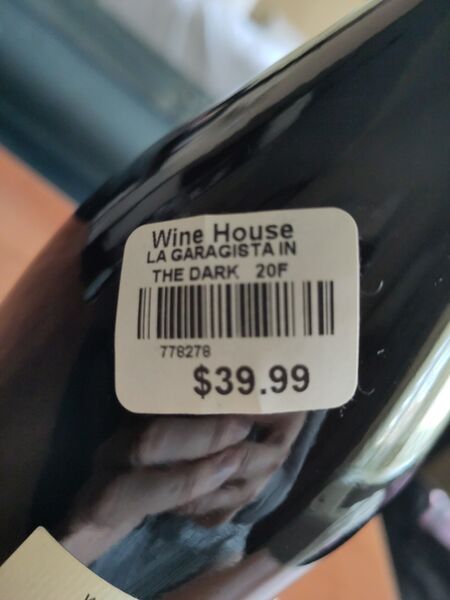 Wine House
LA GARAGISTA IN
THE DARK 20F
778278
$39.99